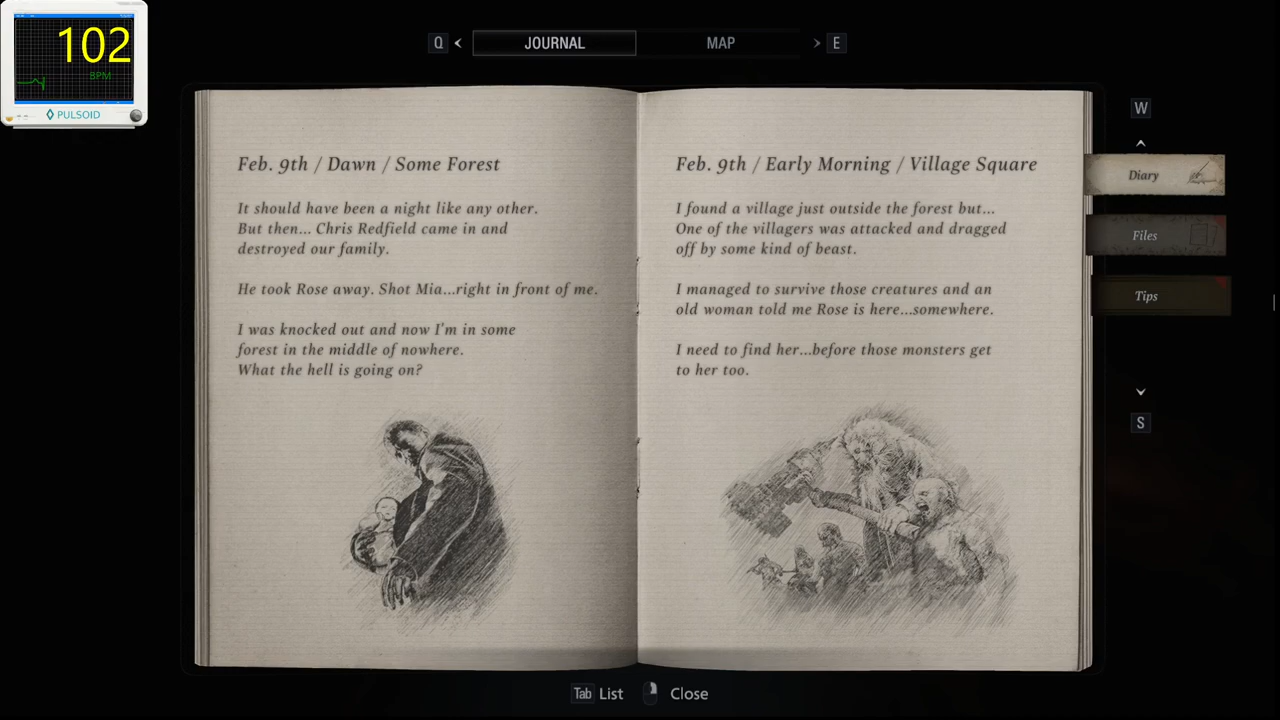 102
BPM
PULSOID
Q
JOURNAL
MAP
E
Feb. 9th / Dawn / Some Forest
It should have been a night like any other.
But then... Chris Redfield came in and
destroyed our family.
He took Rose away. Shot Mia...right in front of me.
I was knocked out and now I'm in some
forest in the middle of nowhere.
What the hell is going on?
Feb. 9th / Early Morning / Village Square
I found a village just outside the forest but...
One of the villagers was attacked and dragged
off by some kind of beast.
I managed to survive those creatures and an
old woman told me Rose is here...somewhere.
I need to find her...before those monsters get
to her too.
W
Diary
Files
Tips
S
Tab List
Close